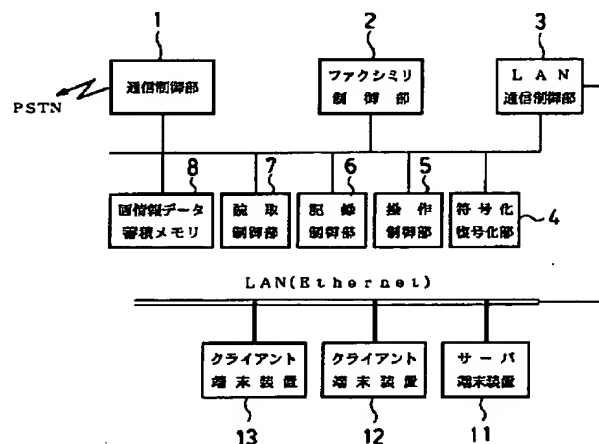 1
2
3
通信制御部
ファクシミリ
制御部
LAN
通信制御部
PSTN
8
7
6
5
画情報データ
蓄積メモリ
読取
制御部
記録
制御部
操作
制御部
符号化
復号化部
4
LAN(Ethernet)
クライアント
端末装置
クライアント
端末装置
サーバ
端末装置
13
12
11